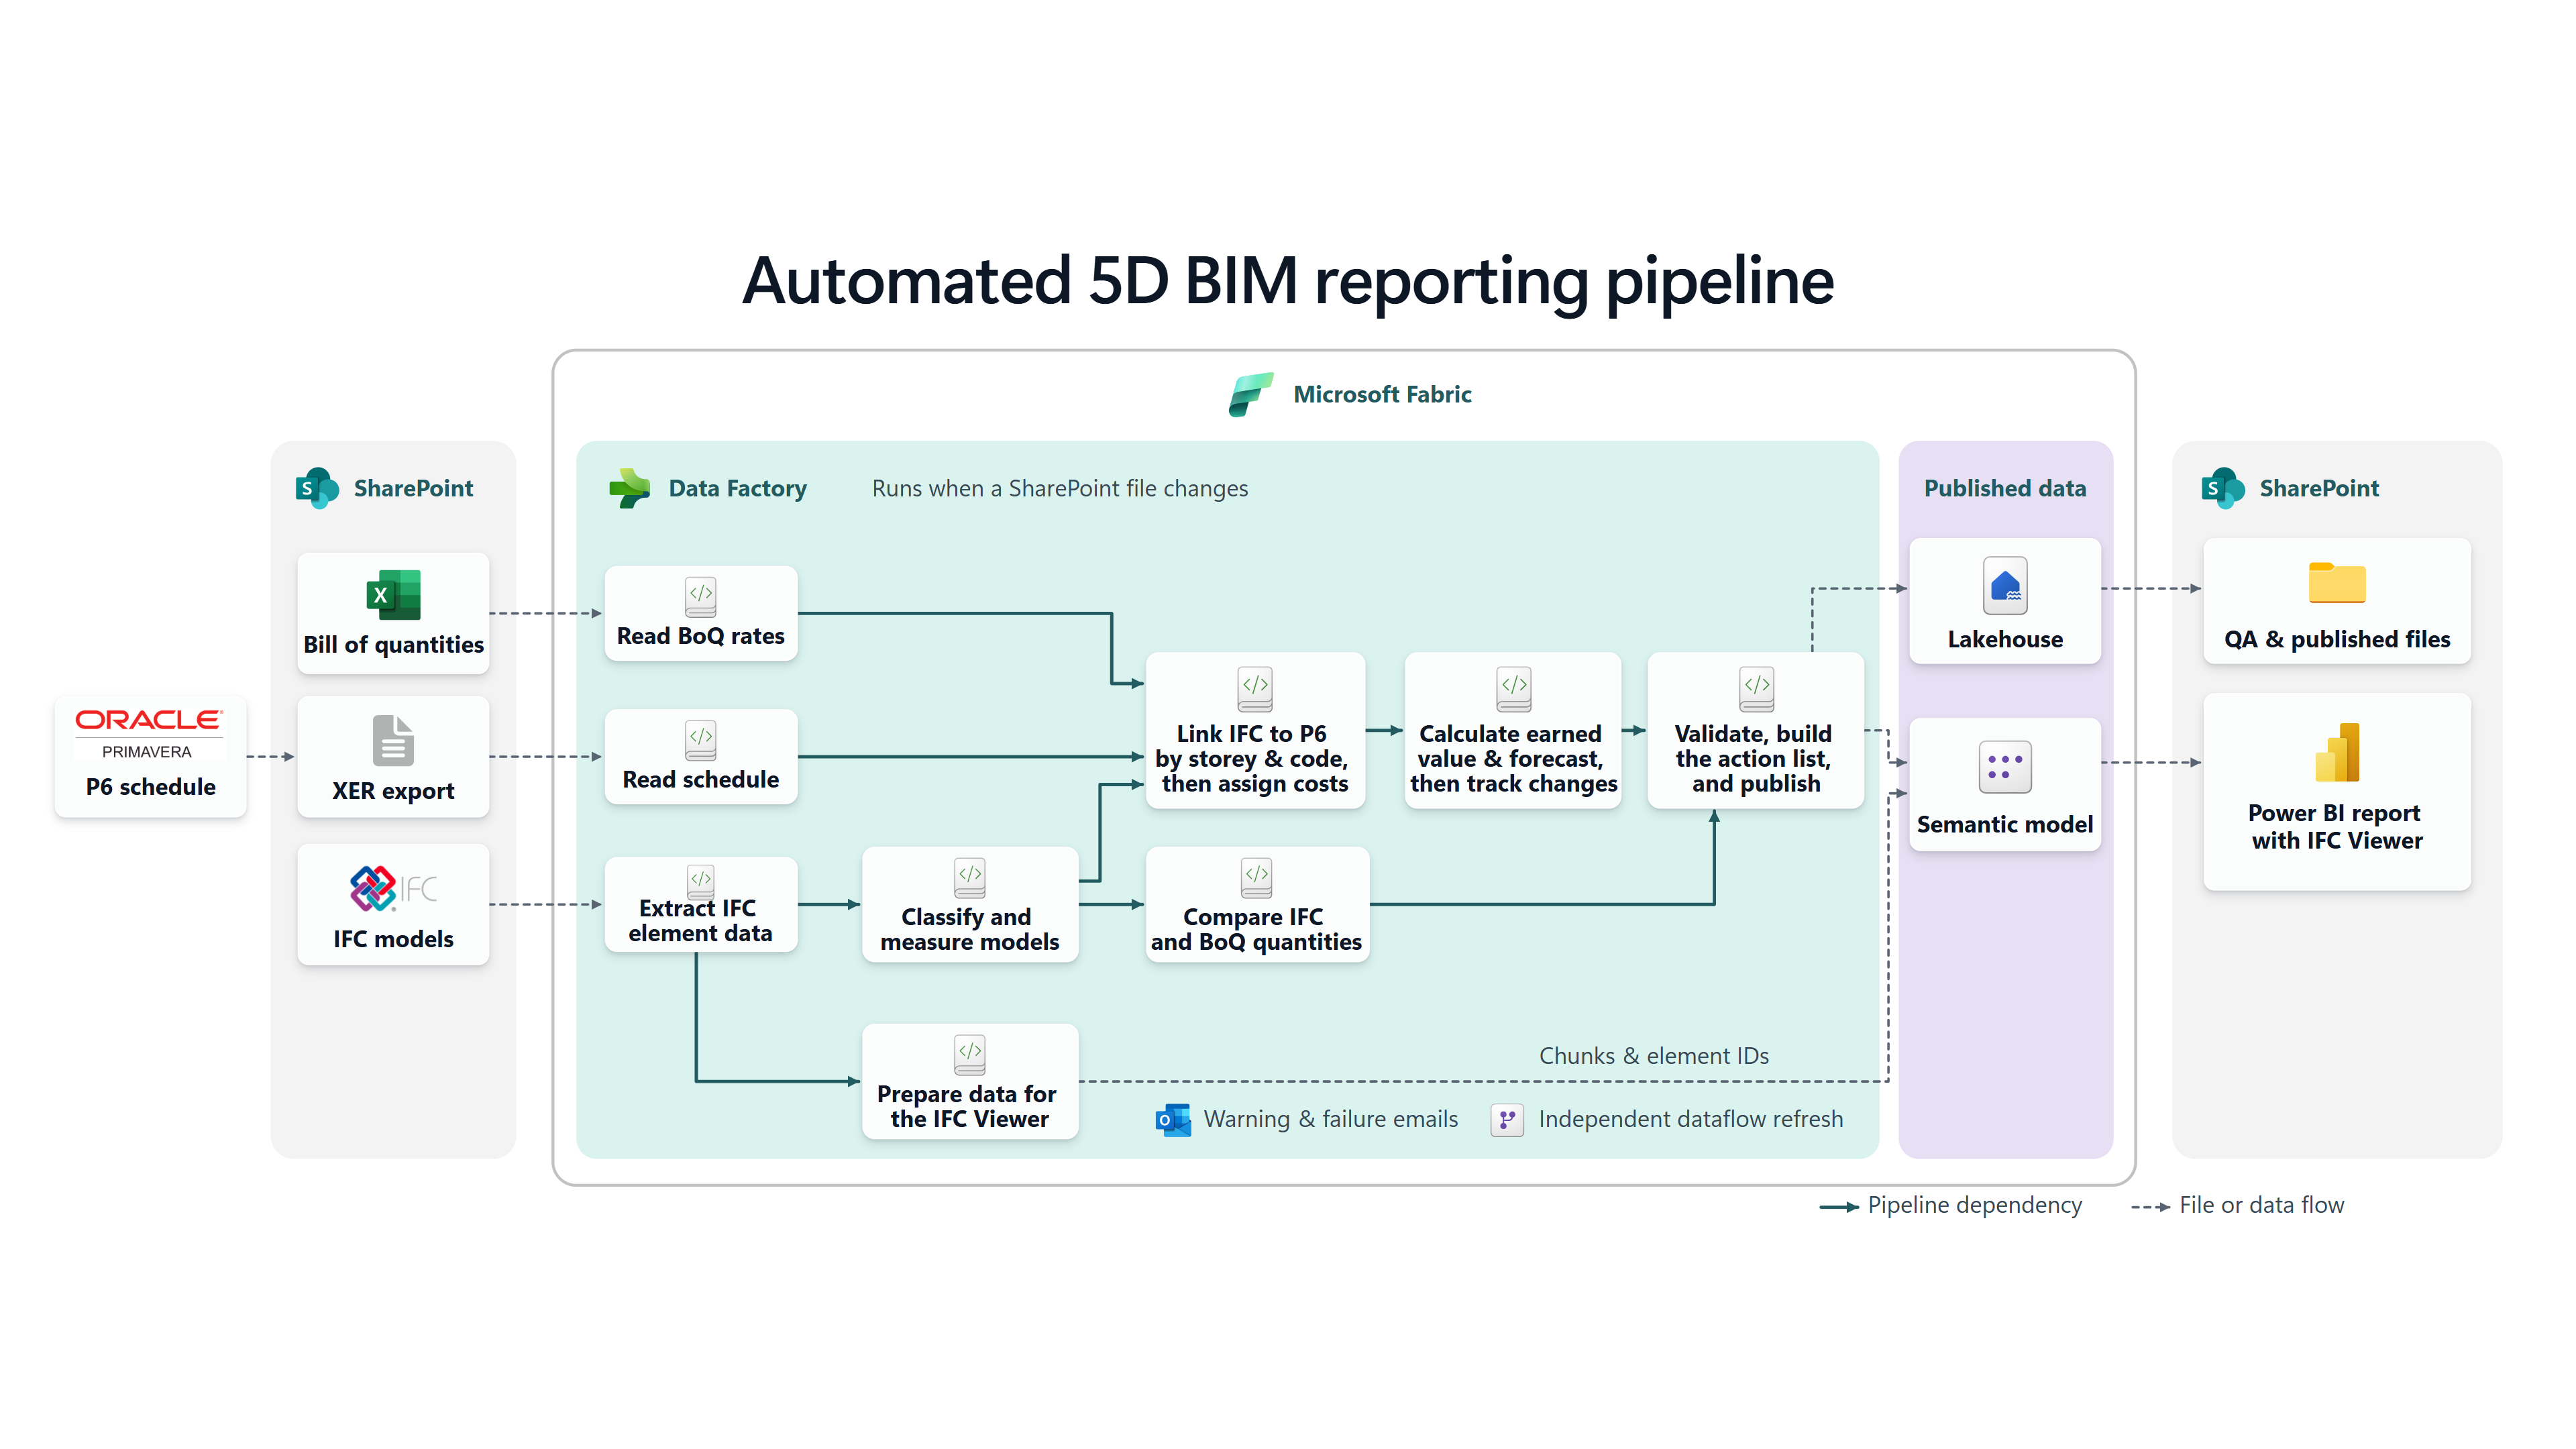 Automated 5D BIM reporting pipeline
Microsoft Fabric
SharePoint
Data Factory
Runs when a SharePoint file changes
Published data
SharePoint
X
Bill of quantities
ORACLE
PRIMAVERA
P6 schedule
XER export
IFC
IFC models
Read BoQ rates
Read schedule
Extract IFC
element data
Classify and
measure models
Prepare data for
the IFC Viewer
Link IFC to P6
by storey & code,
then assign costs
Compare IFC
and BoQ quantities
Calculate earned
value & forecast,
then track changes
Validate, build
the action list,
and publish
Chunks & element IDs
Warning & failure emails
Independent dataflow refresh
Lakehouse
Semantic model
QA & published files
Power BI report
with IFC Viewer
Pipeline dependency
File or data flow